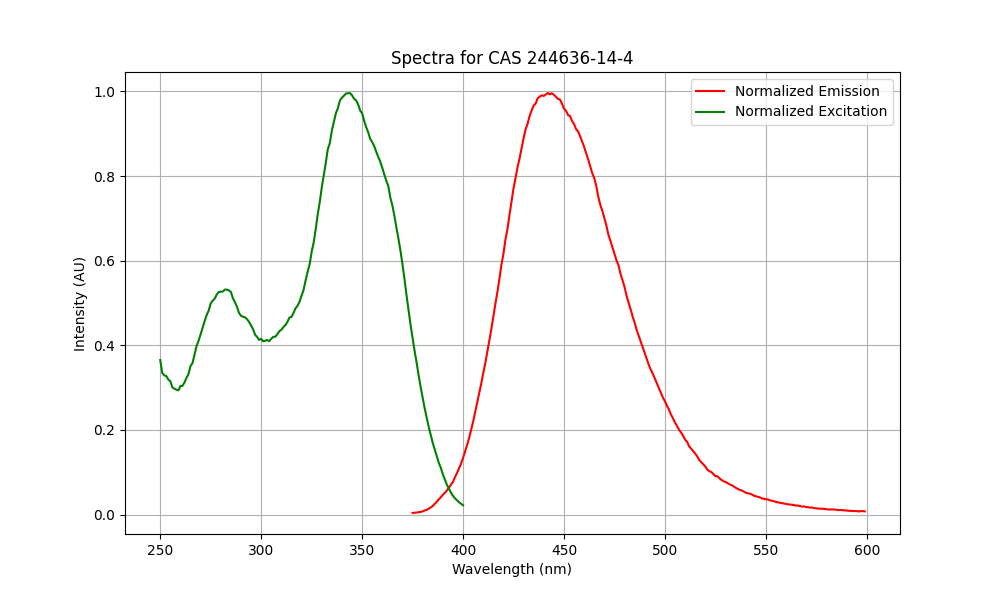 Spectra for CAS 244636-14-4
Normalized Emission
Normalized Excitation
Intensity (AU)
1.0
0.8
0.6
0.4
0.2
0.0
250 300 350 400 450 500 550 600
Wavelength (nm)